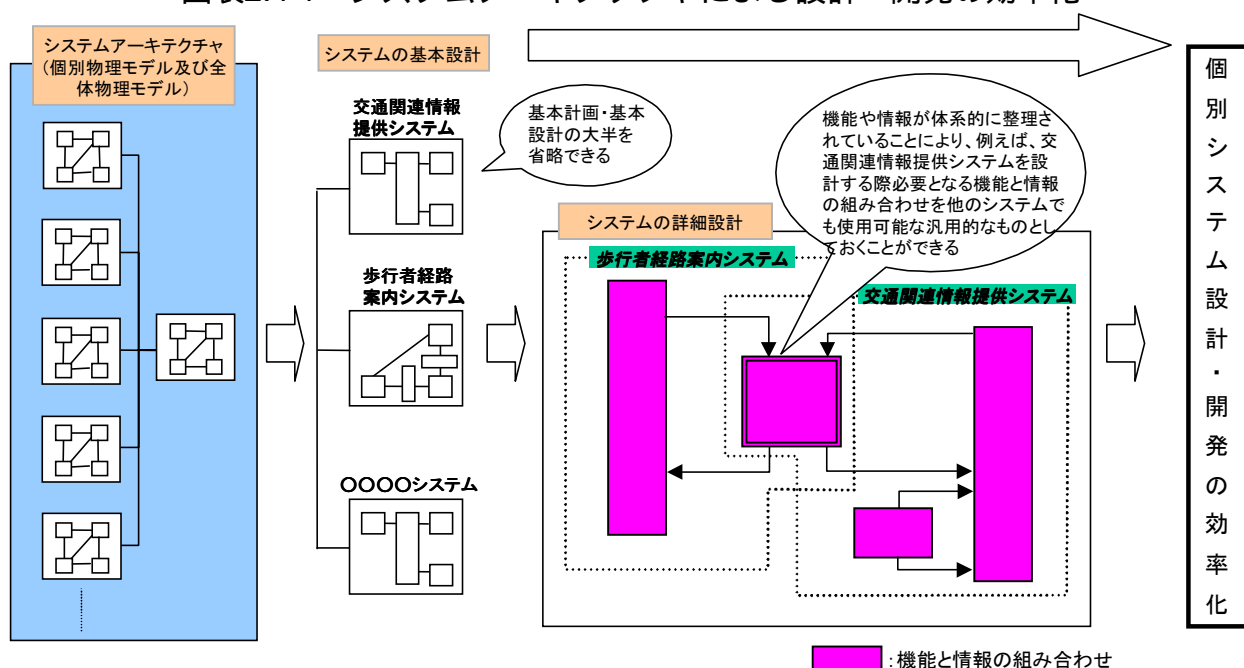 システムアーキテクチャ
(個別物理モデル及び全
体物理モデル)
システムの基本設計
交通関連情報
提供システム
基本計画・基本
設計の大半を
省略できる
歩行者経路
案内システム
〇〇〇〇システム
機能や情報が体系的に整理さ
れていることにより、例えば、交
通関連情報提供システムを設
計する際必要となる機能と情報
の組み合わせを他のシステムで
も使用可能な汎用的なものとし
ておくことができる
システムの詳細設計
歩行者経路案内システム
交通関連情報提供システム
個別システム設計・開発の効率化
:機能と情報の組み合わせ